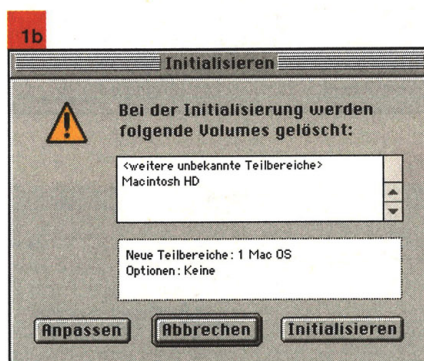 1b
Initialisieren
Bei der Initialisierung werden
folgende Volumes gelöscht:
<weitere unbekannte Teilbereiche>
Macintosh HD
Neue Teilbereiche: 1 Mac OS
Optionen: Keine
Anpassen Abbrechen Initialisieren